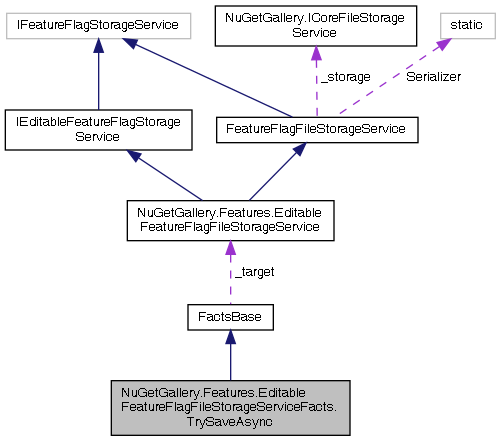 IFeatureFlagStorageService
NuGetGallery.ICoreFileStorage
Service
static
_storage
Serializer
IEditableFeatureFlagStorage
Service
FeatureFlagFileStorageService
NuGetGallery.Features.Editable
FeatureFlagFileStorageService
_target
FactsBase
NuGetGallery.Features.Editable
FeatureFlagFileStorageServiceFacts.
TrySaveAsync